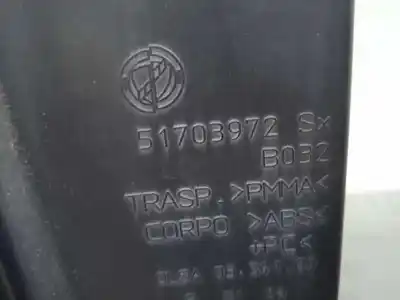 51703972 Sx
B032
TRASP. >PMMA<
CORPO >ABS
+PC<